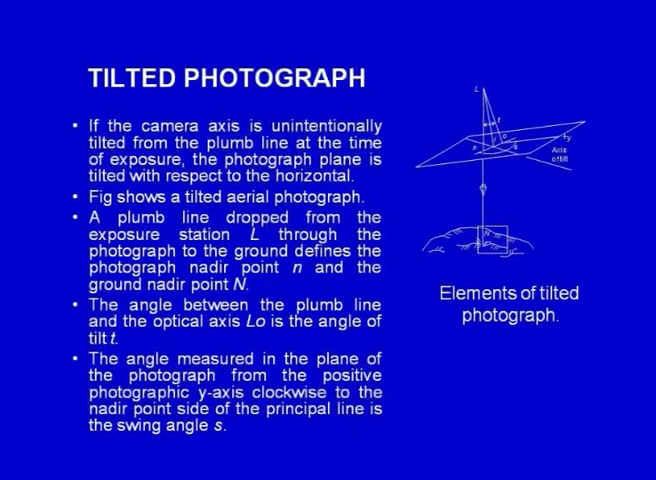 TILTED PHOTOGRAPH
• If the camera axis is unintentionally
tilted from the plumb line at the time
of exposure, the photograph plane is
tilted with respect to the horizontal.
• Fig shows a tilted aerial photograph.
• A plumb line dropped from the
exposure station L through the
photograph to the ground defines the
photograph nadir point n and the
ground nadir point N.
• The angle between the plumb line
and the optical axis Lo is the angle of
tilt t.
• The angle measured in the plane of
the photograph from the positive
photographic y-axis clockwise to the
nadir point side of the principal line is
the swing angle s.
L
t
o
n
s
+y
Axis
of tilt
N
Elements of tilted
photograph.